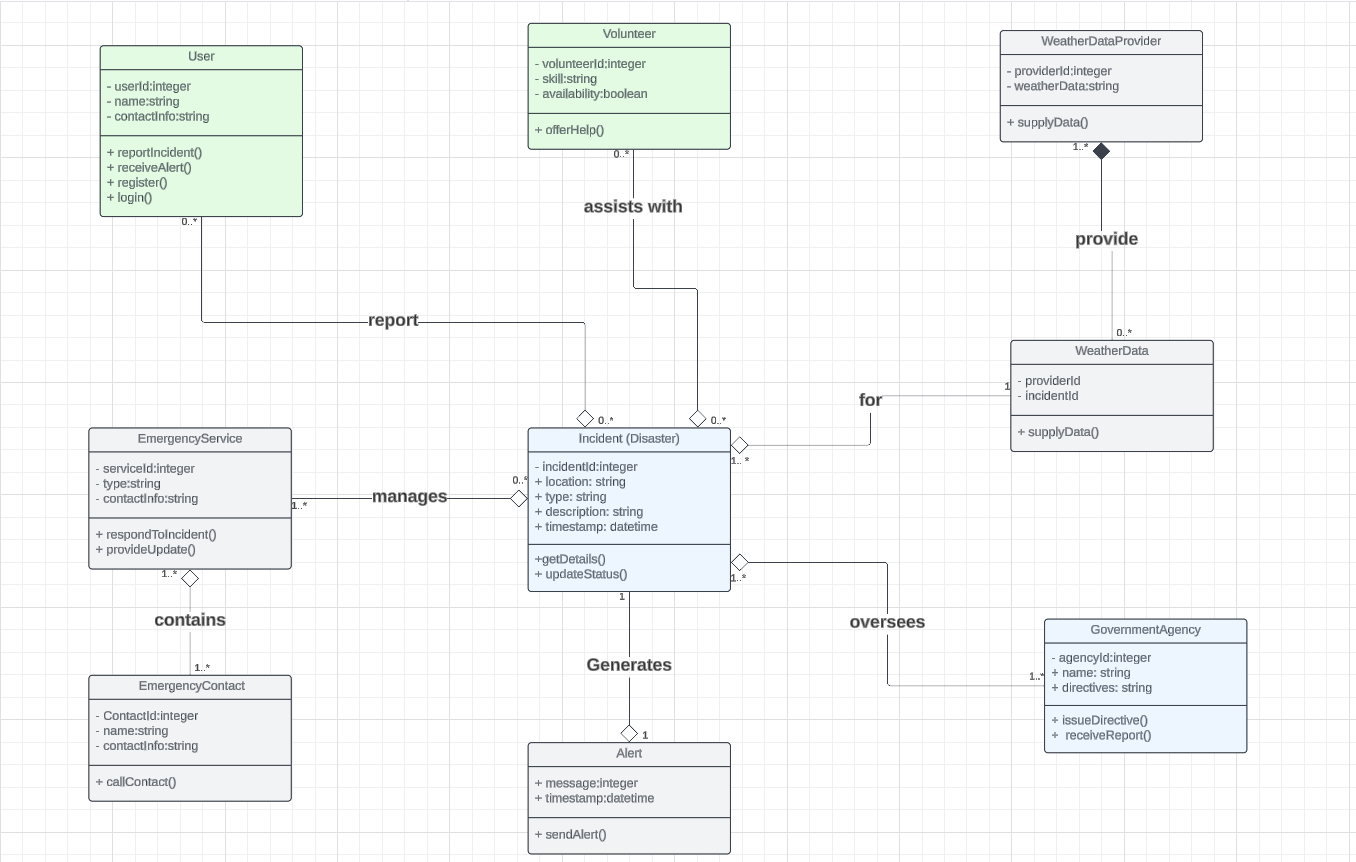 User
- userId:integer
- name:string
- contactInfo:string
+ reportIncident()
+ receiveAlert()
+ register()
+ login()
0..*
Volunteer
- volunteerId:integer
- skill:string
- availability:boolean
+ offerHelp()
0..*
WeatherDataProvider
- providerId:integer
- weatherData:string
+ supplyData()
1..*
assists with
provide
report
0..*
WeatherData
- providerId
- incidentId
+ supplyData()
1
for
0..*
0..*
1.. *
EmergencyService
- serviceId:integer
- type:string
- contactInfo:string
+ respondToIncident()
+ provideUpdate()
1..*
manages
0..*
1..*
Incident (Disaster)
- incidentId:integer
+ location: string
+ type: string
+ description: string
+ timestamp: datetime
+getDetails()
+ updateStatus()
1..*
1
contains
1..*
oversees
Generates
1..*
GovernmentAgency
- agencyId:integer
+ name: string
+ directives: string
+ issueDirective()
+ receiveReport()
EmergencyContact
- ContactId:integer
- name:string
- contactInfo:string
+ callContact()
1
Alert
+ message:integer
+ timestamp:datetime
+ sendAlert()